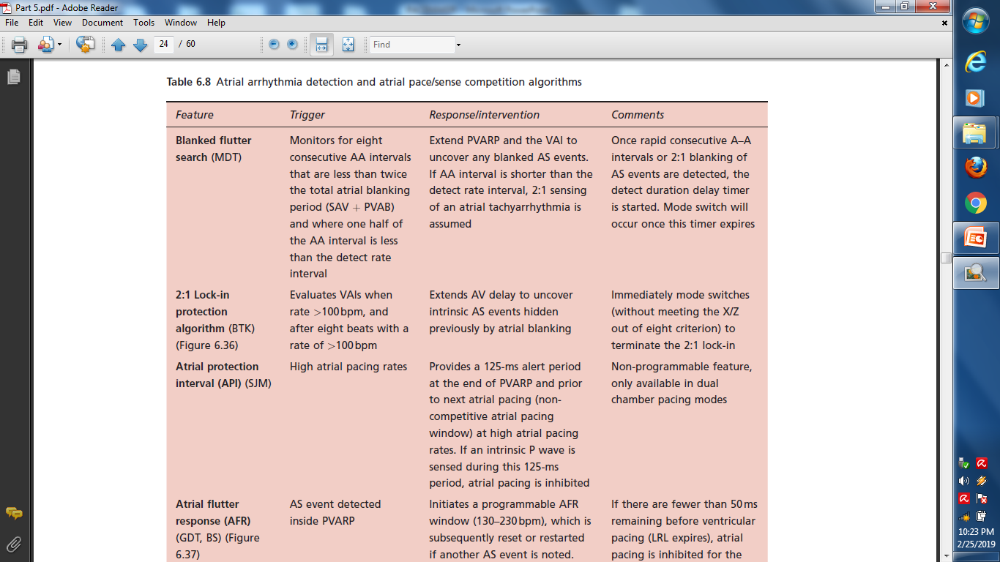 Part 5.pdf - Adobe Reader
File Edit View Document Tools Window Help
24 / 60 Find
Table 6.8 Atrial arrhythmia detection and atrial pace/sense competition algorithms
Feature Trigger Response/intervention Comments
Blanked flutter Monitors for eight Extend PVARP and the VAI to Once rapid consecutive A–A
search (MDT) consecutive AA intervals uncover any blanked AS events. intervals or 2:1 blanking of
that are less than twice If AA interval is shorter than the AS events are detected, the
the total atrial blanking detect rate interval, 2:1 sensing detect duration delay timer
period (SAV + PVAB) of an atrial tachyarrhythmia is is started. Mode switch will
and where one half of assumed occur once this timer expires
the AA interval is less
than the detect rate
interval
2:1 Lock-in Evaluates VAIs when Extends AV delay to uncover Immediately mode switches
protection rate >100 bpm, and intrinsic AS events hidden (without meeting the X/Z
algorithm (BTK) after eight beats with a previously by atrial blanking out of eight criterion) to
(Figure 6.36) rate of >100 bpm terminate the 2:1 lock-in
Atrial protection High atrial pacing rates Provides a 125-ms alert period Non-programmable feature,
interval (API) (SJM) at the end of PVARP and prior only available in dual
to next atrial pacing (non- chamber pacing modes
competitive atrial pacing
window) at high atrial pacing
rates. If an intrinsic P wave is
sensed during this 125-ms
period, atrial pacing is inhibited
Atrial flutter AS event detected Initiates a programmable AFR If there are fewer than 50 ms
response (AFR) inside PVARP window (130–230 bpm), which is remaining before ventricular
(GDT, BS) (Figure subsequently reset or restarted pacing (LRL expires), atrial
6.37) if another AS event is noted. pacing is inhibited for the
10:23 PM
2/25/2019